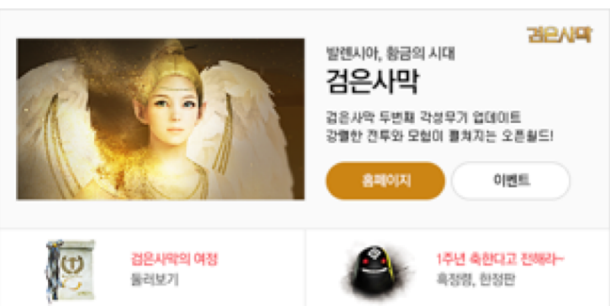 검은사막
발렌시아, 황금의 시대
검은사막
검은사막 두번째 각성무기 업데이트
강렬한 전투와 모험이 펼쳐지는 오픈월드!
홈페이지
이벤트
검은사막의 여정
둘러보기
1주년 축한다고 전해라~
흑정령, 한정판